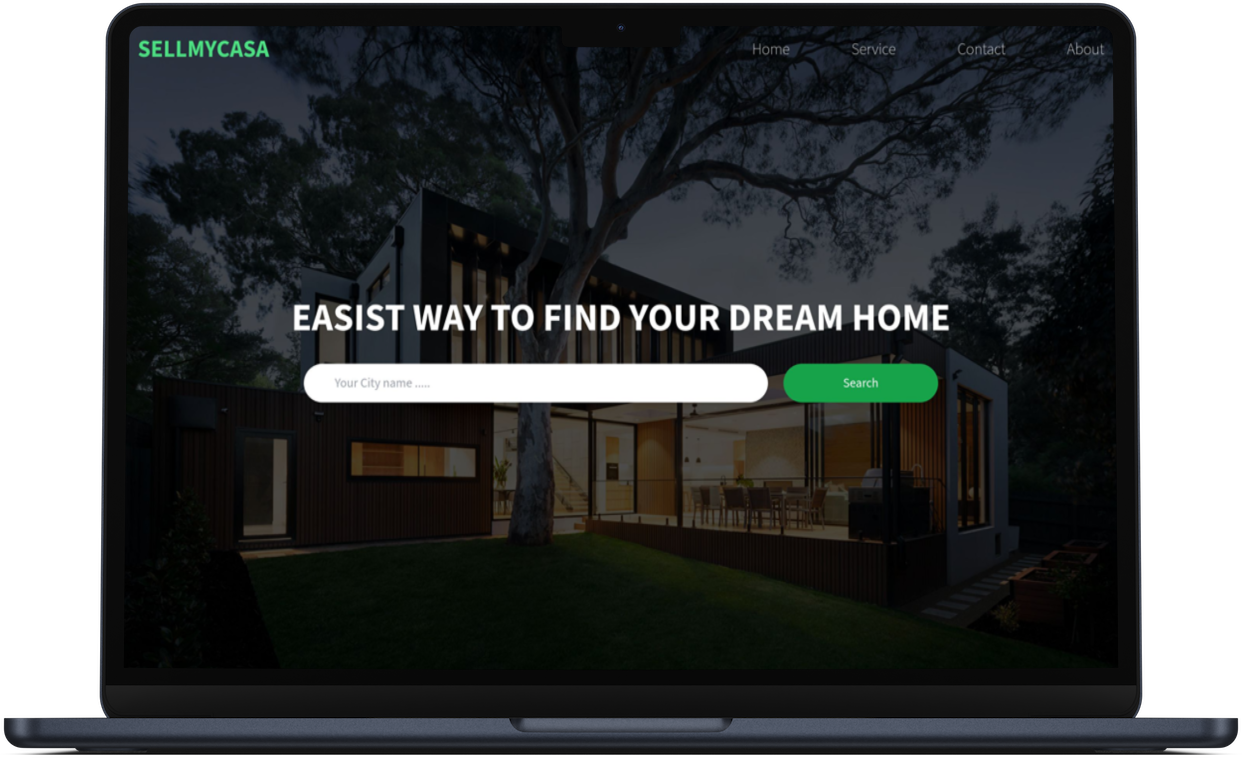 SELLMYCASA
Home Service Contact About
EASIST WAY TO FIND YOUR DREAM HOME
Your City name .....
Search